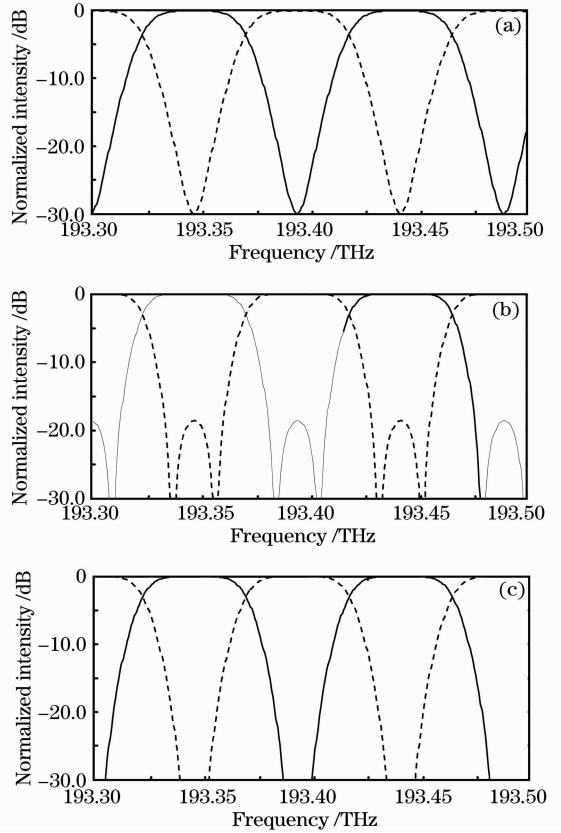 (a)
Normalized intensity /dB
0
−10.0
−20.0
−30.0
193.30 193.35 193.40 193.45 193.50
Frequency /THz
(b)
Normalized intensity /dB
0
−10.0
−20.0
−30.0
193.30 193.35 193.40 193.45 193.50
Frequency /THz
(c)
Normalized intensity /dB
0
−10.0
−20.0
−30.0
193.30 193.35 193.40 193.45 193.50
Frequency /THz